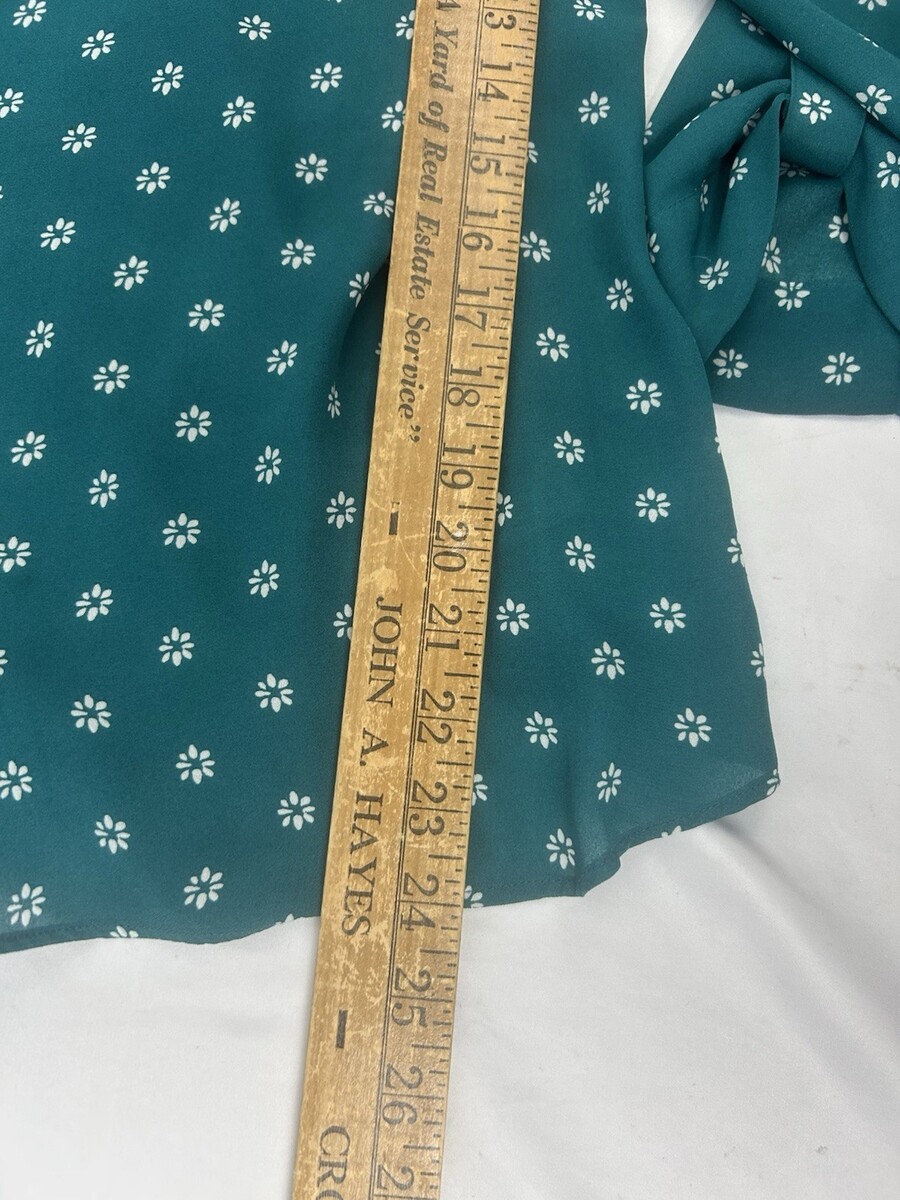 A Yard of Real Estate Service”
- JOHN A. HAYES -
13 14 15 16 17 18 19 20 21 22 23 24 25 26